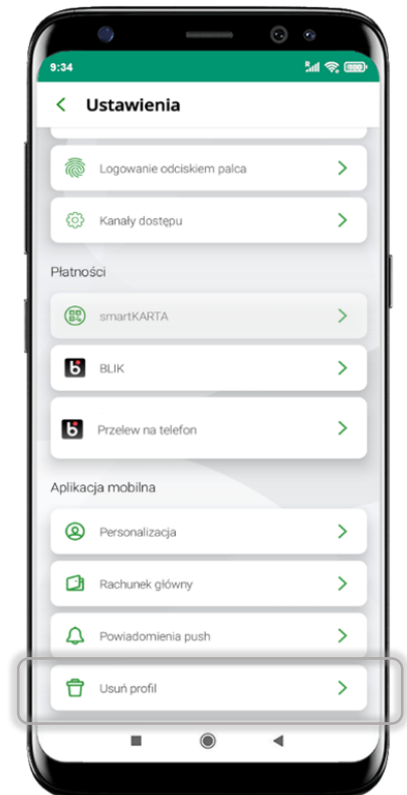 9:34
Ustawienia
Logowanie odciskiem palca
Kanały dostępu
Płatności
smartKARTA
BLIK
Przelew na telefon
Aplikacja mobilna
Personalizacja
Rachunek główny
Powiadomienia push
Usuń profil